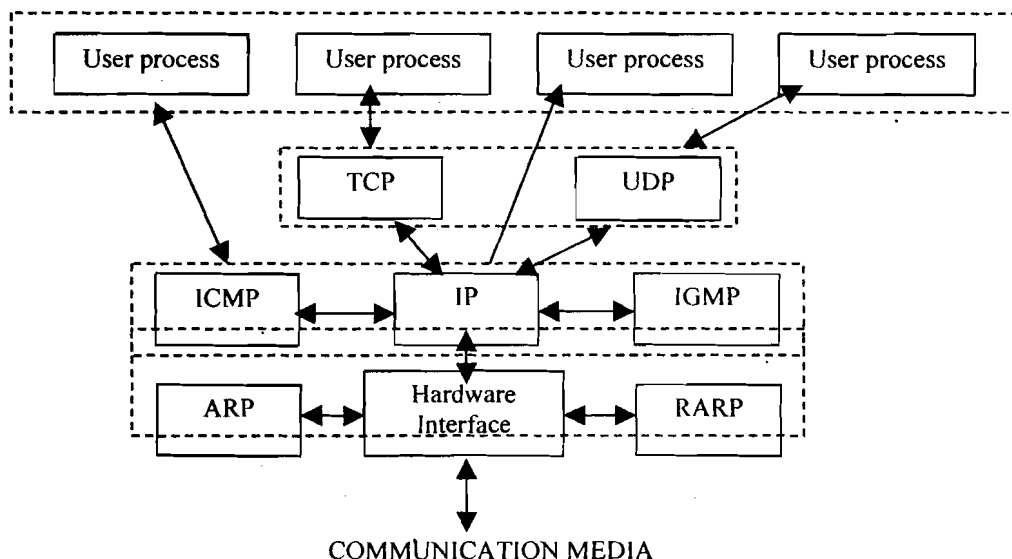 User process
User process
User process
User process
TCP
UDP
ICMP
IP
IGMP
ARP
Hardware
Interface
RARP
COMMUNICATION MEDIA